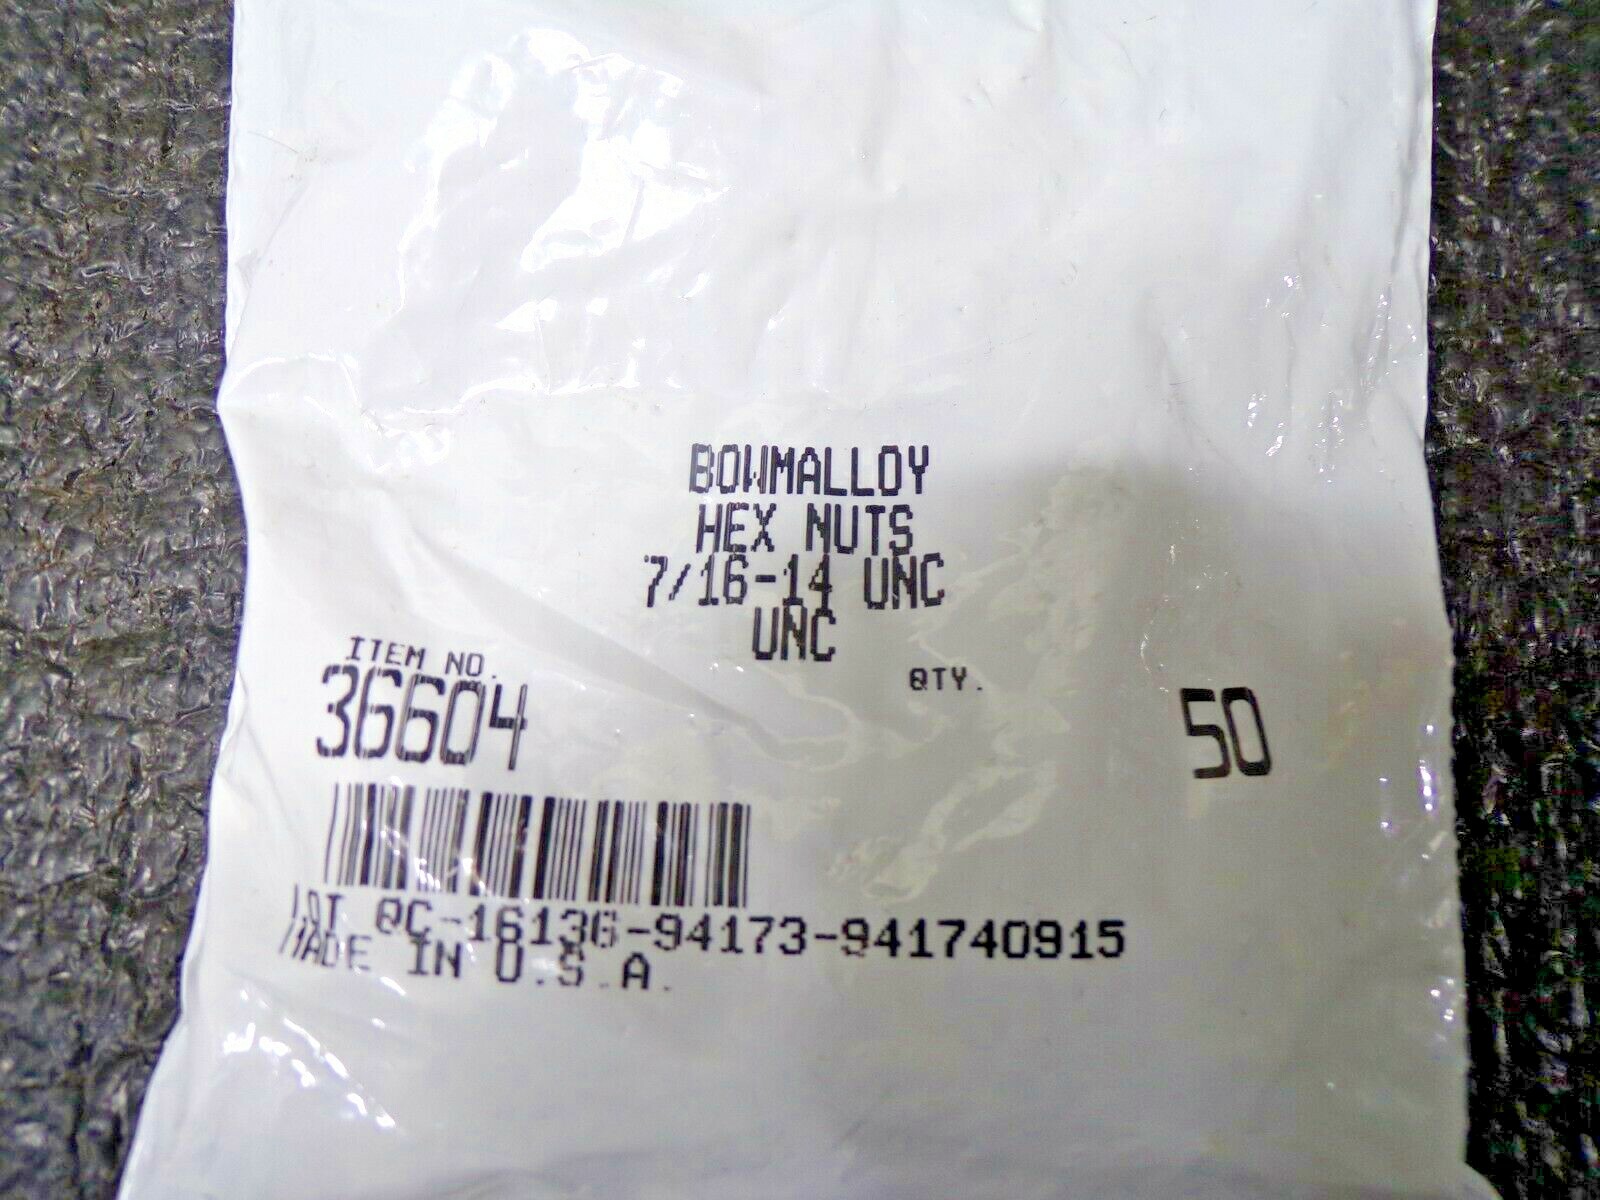 BOWMALLOY
HEX NUTS
7/16-14 UNC
UNC
ITEM NO.
36604
QTY.
50
LOT QC-16136-94173-941740915
MADE IN U.S.A.